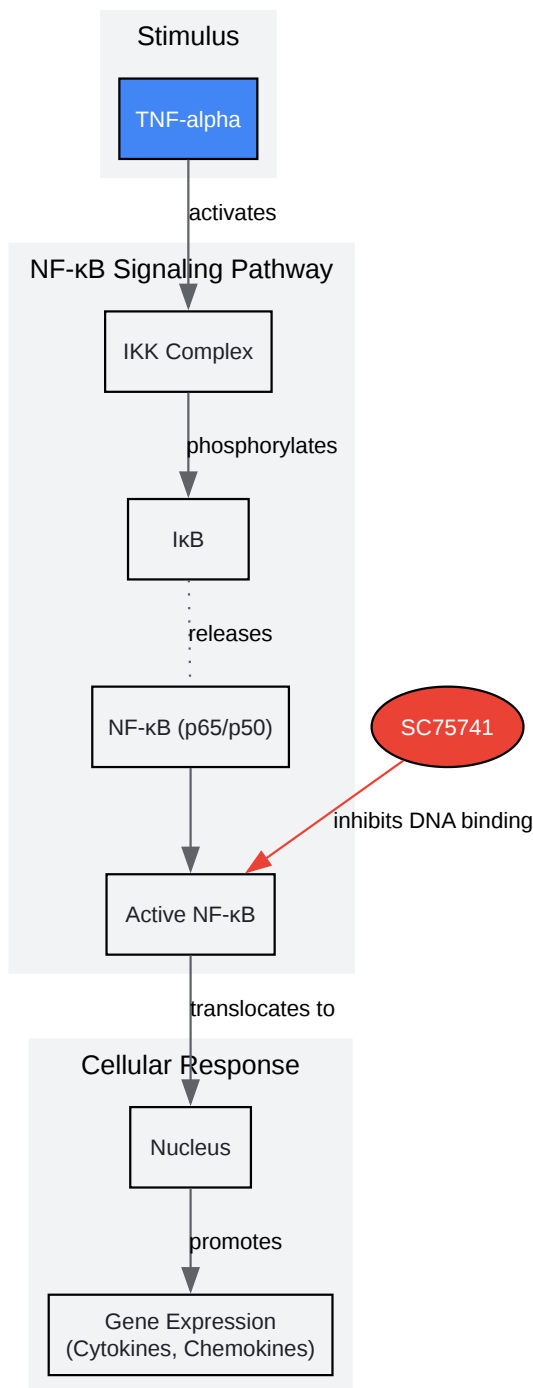 Stimulus
TNF-alpha
activates
NF-κB Signaling Pathway
IKK Complex
phosphorylates
IκB
releases
NF-κB (p65/p50)
SC75741
inhibits DNA binding
Active NF-κB
translocates to
Cellular Response
Nucleus
promotes
Gene Expression
(Cytokines, Chemokines)